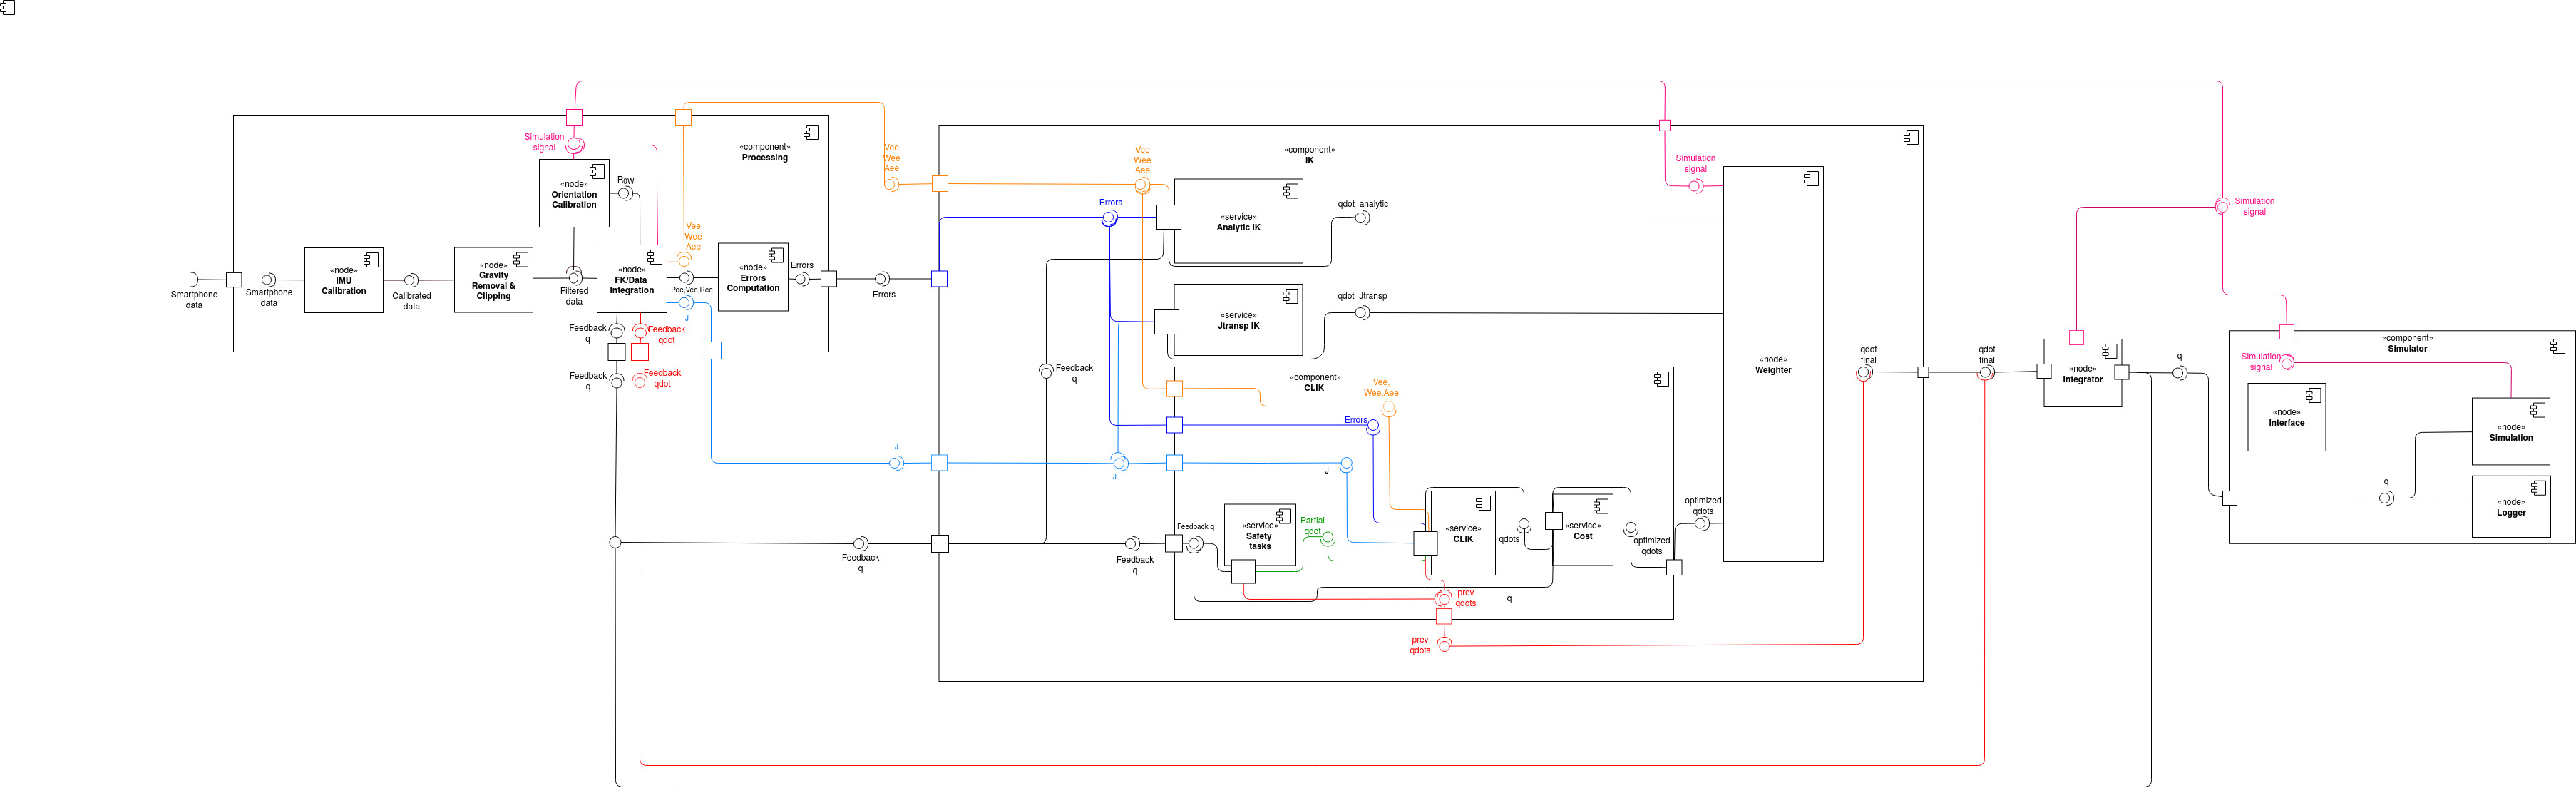 Smartphone
data
Smartphone
data
«node»
IMU
Calibration
Calibrated
data
«node»
Gravity
Removal &
Clipping
Filtered
data
Simulation
signal
«node»
Orientation
Calibration
R0W
«node»
FK/Data
Integration
Vee
Wee
Aee
Pee,Vee,Ree
J
«component»
Processing
«node»
Errors
Computation
Errors
Feedback
q
Feedback
qdot
Feedback
q
Feedback
qdot
Vee
Wee
Aee
Errors
J
Feedback
q
«component»
IK
Vee
Wee
Aee
Errors
«service»
Analytic IK
qdot_analytic
«service»
Jtransp IK
qdot_Jtransp
Feedback
q
J
Feedback
q
«component»
CLIK
Vee,
Wee,Aee
Errors
J
Feedback q
«service»
Safety
tasks
Partial
qdot
«service»
CLIK
qdots
«service»
Cost
optimized
qdots
q
prev
qdots
prev
qdots
optimized
qdots
Simulation
signal
«node»
Weighter
qdot
final
qdot
final
«node»
Integrator
q
Simulation
signal
«component»
Simulator
Simulation
signal
«node»
Interface
«node»
Simulation
q
«node»
Logger